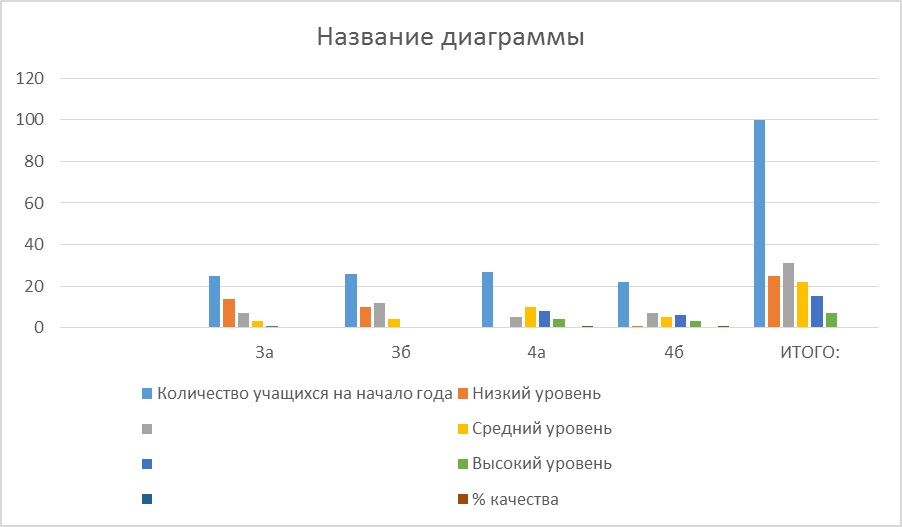 Название диаграммы
120
100
80
60
40
20
0
3а 3б 4а 4б ИТОГО:
Количество учащихся на начало года Низкий уровень
Средний уровень
Высокий уровень
% качества